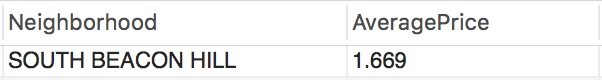 Neighborhood AveragePrice
SOUTH BEACON HILL 1.669